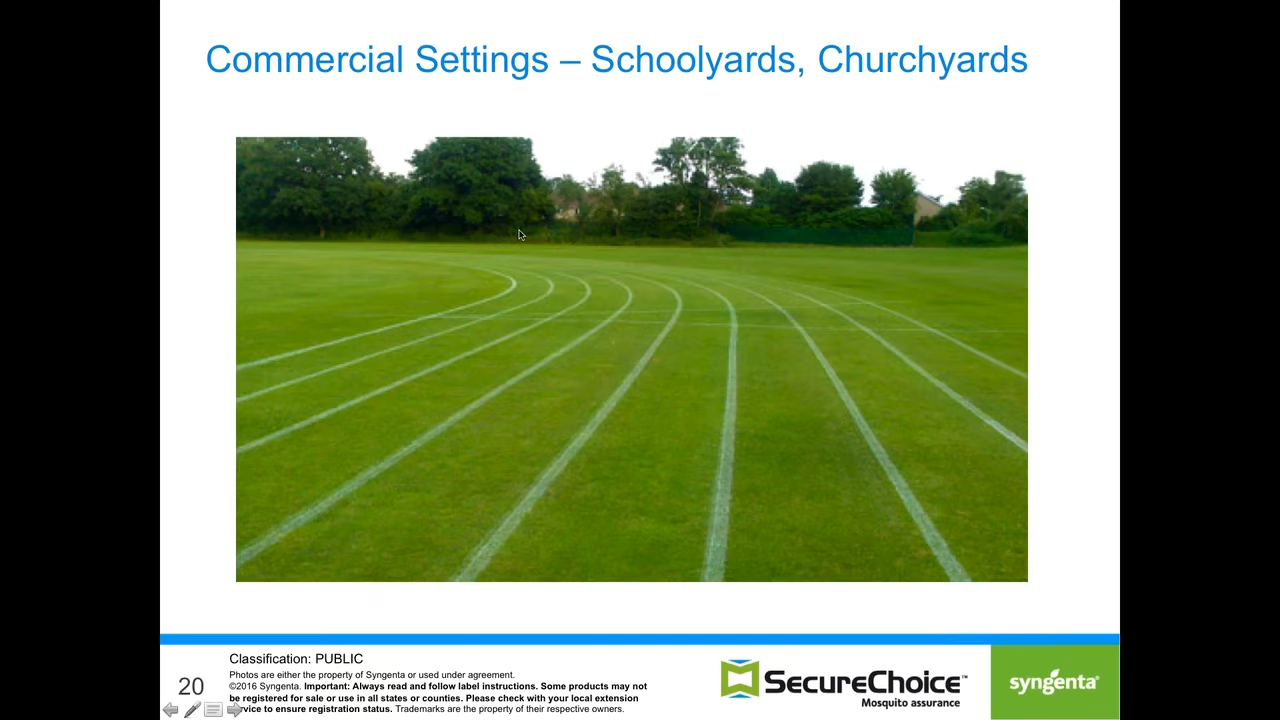 Commercial Settings – Schoolyards, Churchyards
Classification: PUBLIC
Photos are either the property of Syngenta or used under agreement.
©2016 Syngenta. Important: Always read and follow label instructions. Some products may not
be registered for sale or use in all states or counties. Please check with your local extension
to ensure registration status. Trademarks are the property of their respective owners.
20
SecureChoice™
Mosquito assurance
syngenta®